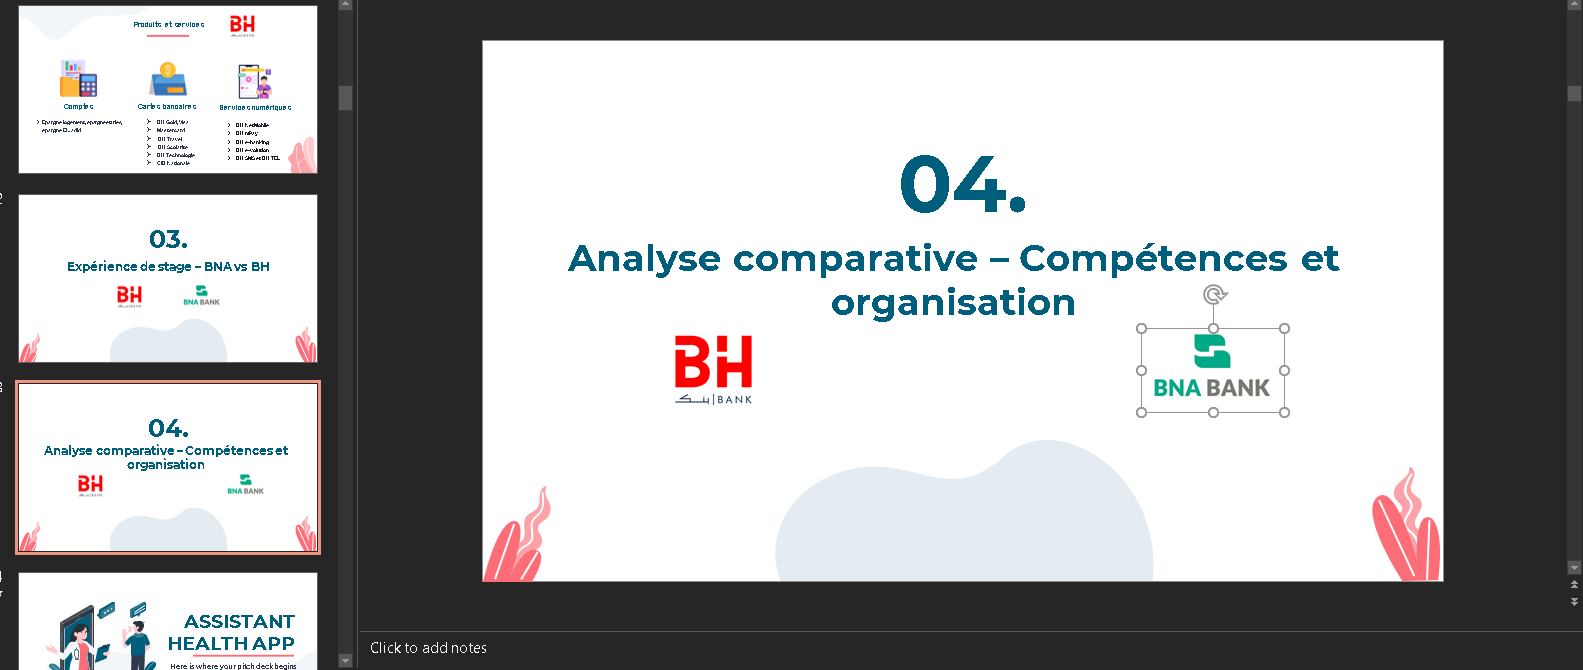 Produits et services
BH
Comptes
Cartes bancaires
Services numériques
03.
Expérience de stage – BNA vs BH
BH
BNA BANK
04.
Analyse comparative – Compétences et
organisation
BH
BNA BANK
ASSISTANT
HEALTH APP
Here is where your pitch deck begins
04.
Analyse comparative – Compétences et
organisation
BH
بنك | BANK
BNA BANK
Click to add notes